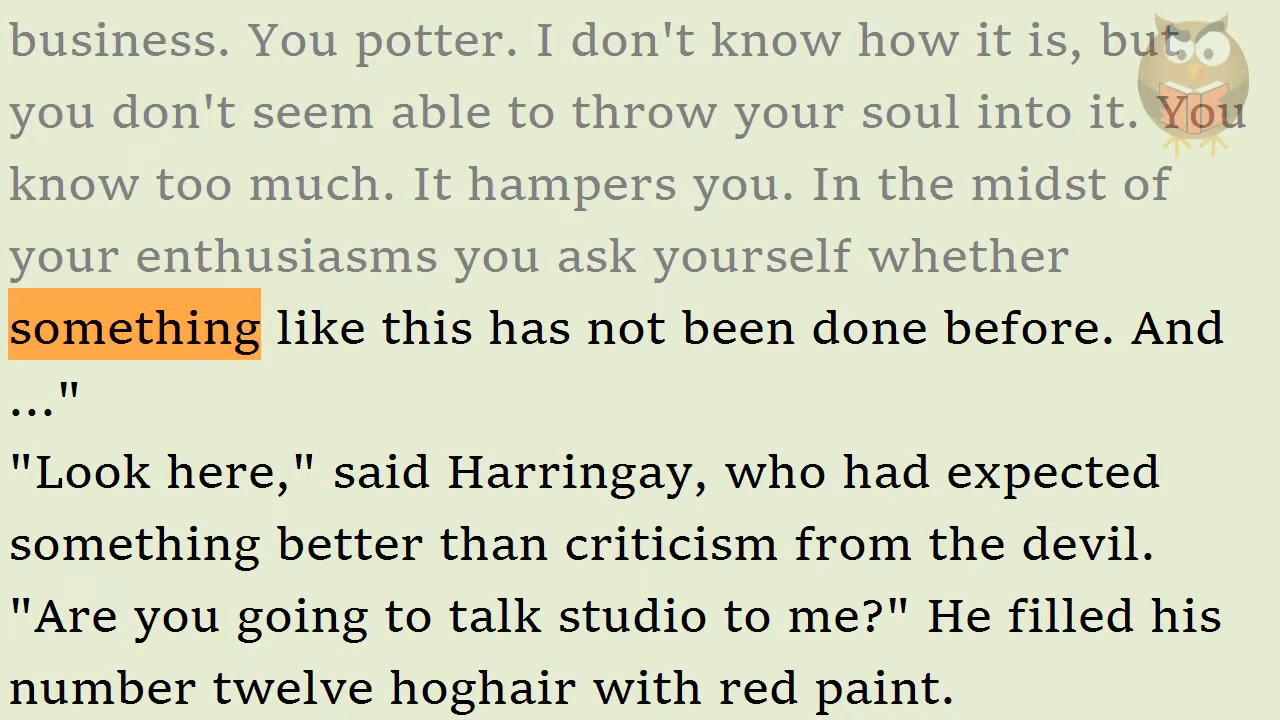 business. You potter. I don't know how it is, but
you don't seem able to throw your soul into it. You
know too much. It hampers you. In the midst of
your enthusiasms you ask yourself whether
something like this has not been done before. And
..."
"Look here," said Harringay, who had expected
something better than criticism from the devil.
"Are you going to talk studio to me?" He filled his
number twelve hoghair with red paint.